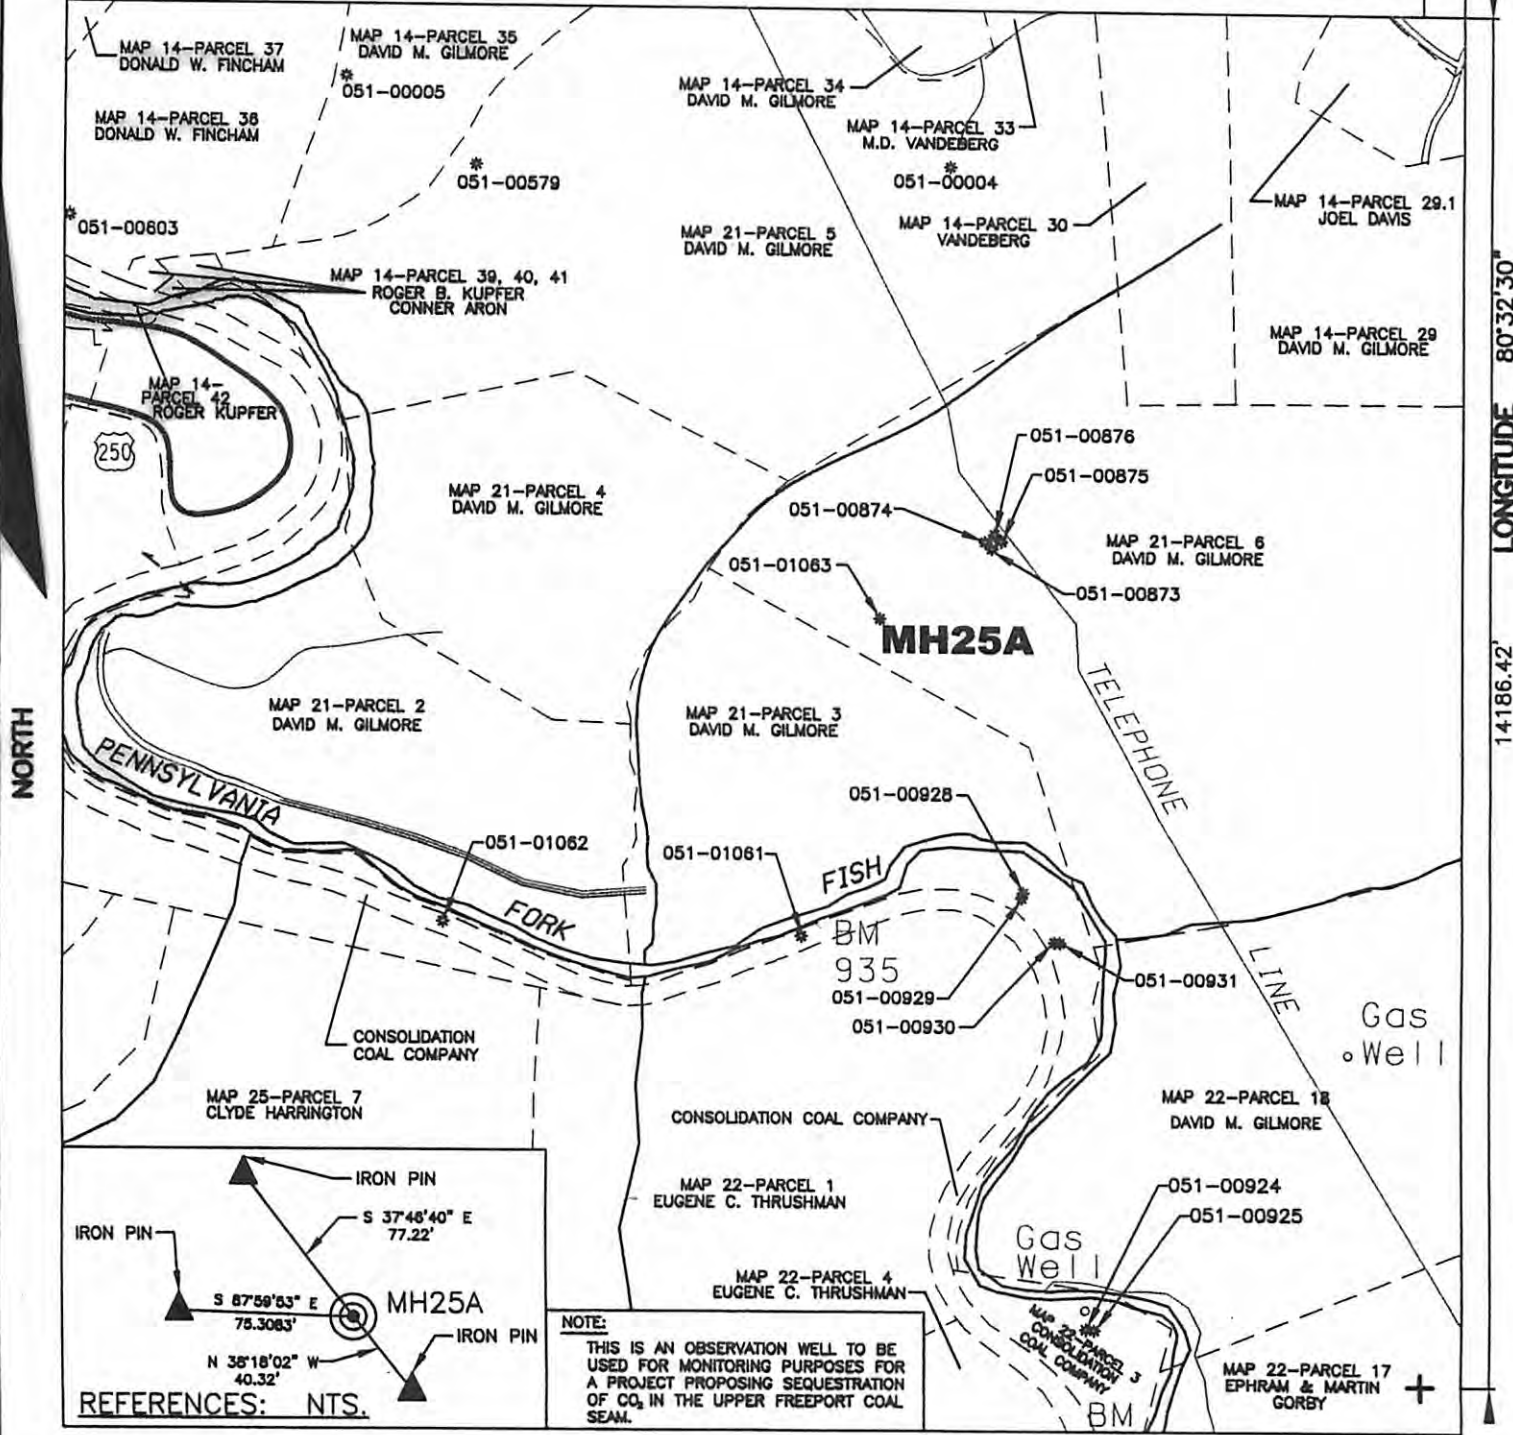 MAP 14-PARCEL 37
DONALD W. FINCHAM
MAP 14-PARCEL 35
DAVID M. GILMORE
051-00005
MAP 14-PARCEL 36
DONALD W. FINCHAM
051-00579
051-00803
MAP 14-PARCEL 34
DAVID M. GILMORE
MAP 14-PARCEL 33
M.D. VANDEBERG
051-00004
MAP 14-PARCEL 30
VANDEBERG
MAP 14-PARCEL 29.1
JOEL DAVIS
MAP 21-PARCEL 5
DAVID M. GILMORE
MAP 14-PARCEL 39, 40, 41
ROGER B. KUPFER
CONNER ARON
MAP 14-PARCEL 29
DAVID M. GILMORE
MAP 14-
PARCEL 42
ROGER KUPFER
250
MAP 21-PARCEL 4
DAVID M. GILMORE
051-00876
051-00875
051-00874
MAP 21-PARCEL 6
DAVID M. GILMORE
051-01063
051-00873
MH25A
MAP 21-PARCEL 2
DAVID M. GILMORE
MAP 21-PARCEL 3
DAVID M. GILMORE
TELEPHONE
LINE
PENNSYLVANIA
FORK
FISH
051-00928
051-01062
051-01061
BM
935
051-00929
051-00930
051-00931
Gas
Well
CONSOLIDATION
COAL COMPANY
MAP 25-PARCEL 7
CLYDE HARRINGTON
CONSOLIDATION COAL COMPANY
MAP 22-PARCEL 18
DAVID M. GILMORE
MAP 22-PARCEL 1
EUGENE C. THRUSHMAN
051-00924
051-00925
Gas
Well
MAP 22-PARCEL 4
EUGENE C. THRUSHMAN
MAP 22-PARCEL 3
CONSOLIDATION
COAL COMPANY
BM
MAP 22-PARCEL 17
EPHRAM & MARTIN
GORBY
IRON PIN
S 37°46'40" E
77.22'
IRON PIN
S 87°59'53" E
75.3083'
MH25A
IRON PIN
N 38°18'02" W
40.32'
REFERENCES: NTS.
NOTE:
THIS IS AN OBSERVATION WELL TO BE
USED FOR MONITORING PURPOSES FOR
A PROJECT PROPOSING SEQUESTRATION
OF CO₂ IN THE UPPER FREEPORT COAL
SEAM.
NORTH
LONGITUDE 80°32'30"
14186.42'